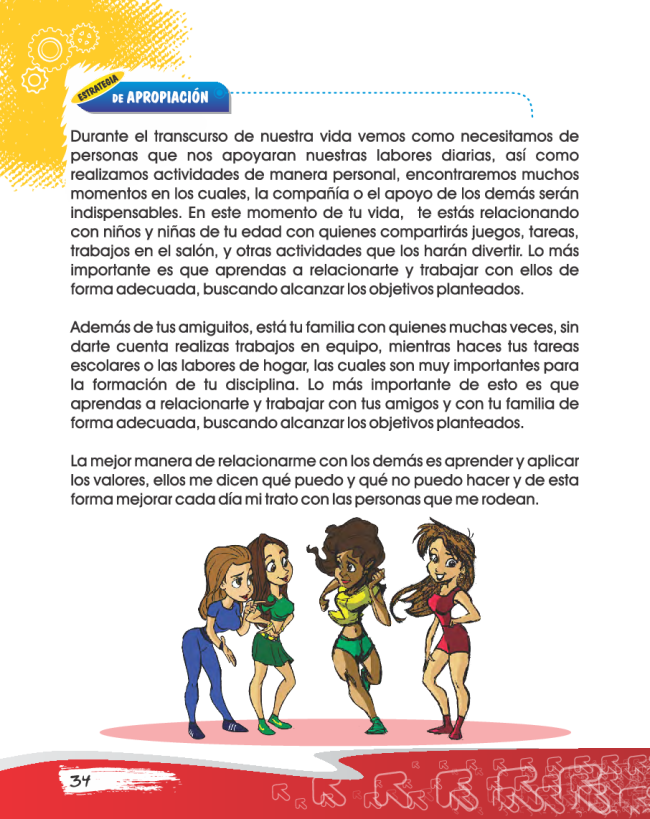 ESTRATEGIA
DE APROPIACIÓN
Durante el transcurso de nuestra vida vemos como necesitamos de
personas que nos apoyaran nuestras labores diarias, así como
realizamos actividades de manera personal, encontraremos muchos
momentos en los cuales, la compañía o el apoyo de los demás serán
indispensables. En este momento de tu vida, te estás relacionando
con niños y niñas de tu edad con quienes compartirás juegos, tareas,
trabajos en el salón, y otras actividades que los harán divertir. Lo más
importante es que aprendas a relacionarte y trabajar con ellos de
forma adecuada, buscando alcanzar los objetivos planteados.
Además de tus amiguitos, está tu familia con quienes muchas veces, sin
darte cuenta realizas trabajos en equipo, mientras haces tus tareas
escolares o las labores de hogar, las cuales son muy importantes para
la formación de tu disciplina. Lo más importante de esto es que
aprendas a relacionarte y trabajar con tus amigos y con tu familia de
forma adecuada, buscando alcanzar los objetivos planteados.
La mejor manera de relacionarme con los demás es aprender y aplicar
los valores, ellos me dicen qué puedo y qué no puedo hacer y de esta
forma mejorar cada día mi trato con las personas que me rodean.
34